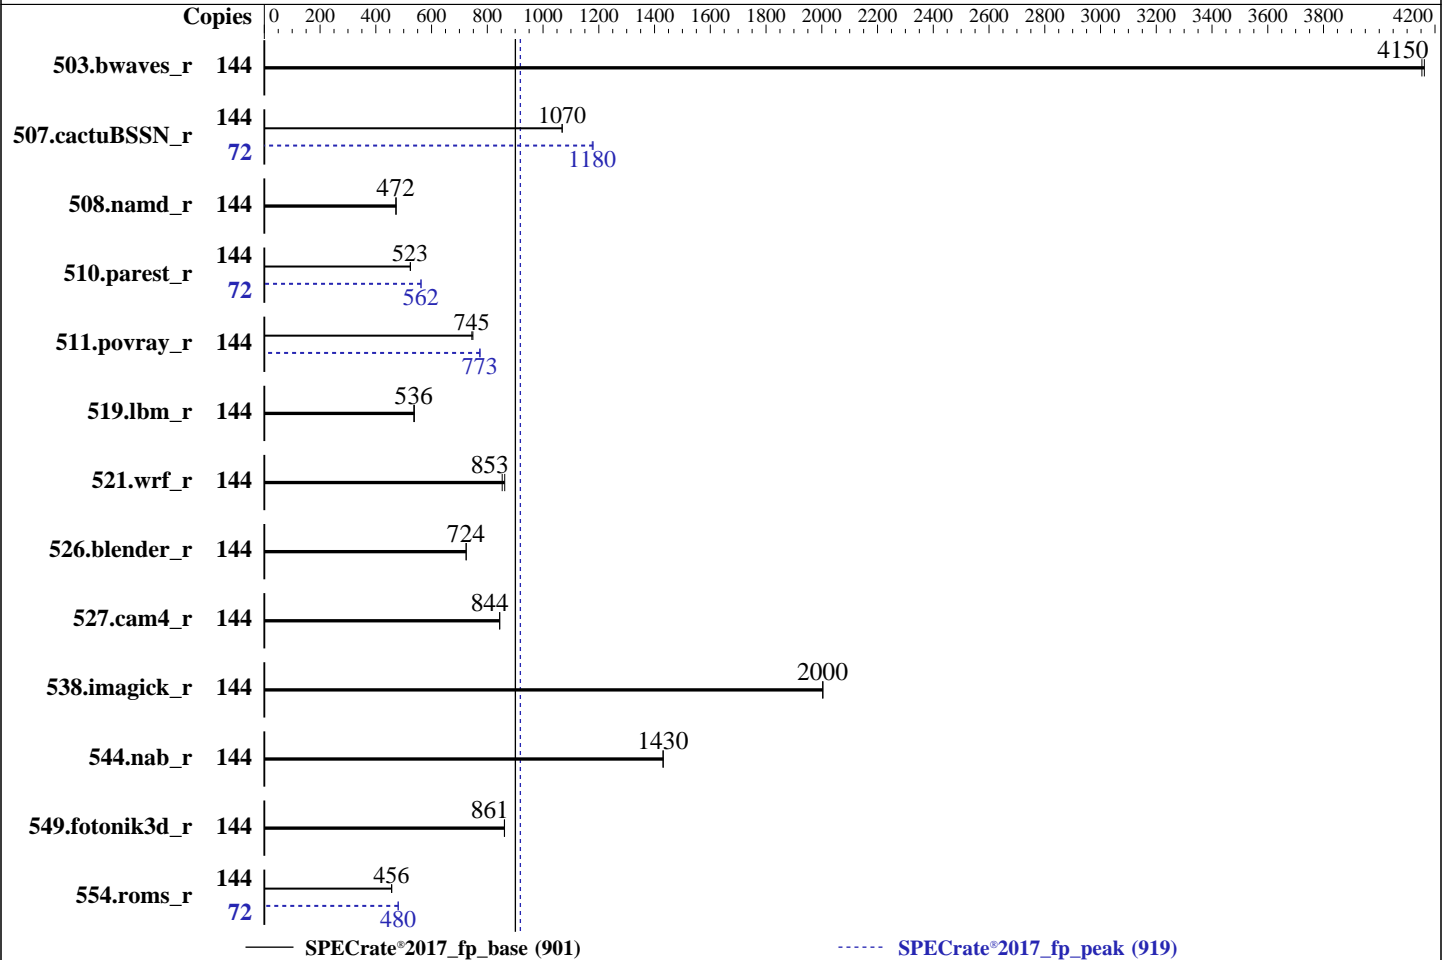 Copies 0 200 400 600 800 1000 1200 1400 1600 1800 2000 2200 2400 2600 2800 3000 3200 3400 3600 3800 4200
503.bwaves_r 144 4150
507.cactuBSSN_r 144 1070
72 1180
508.namd_r 144 472
510.parest_r 144 523
72 562
511.povray_r 144 745
773
519.lbm_r 144 536
521.wrf_r 144 853
526.blender_r 144 724
527.cam4_r 144 844
538.imagick_r 144 2000
544.nab_r 144 1430
549.fotonik3d_r 144 861
554.roms_r 144 456
72 480
SPECrate®2017_fp_base (901) SPECrate®2017_fp_peak (919)